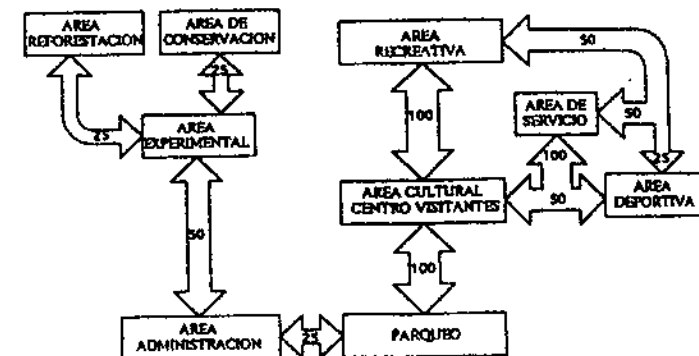 AREA
REFORESTACION
AREA DE
CONSERVACION
AREA
RECREATIVA
50
25
AREA DE
SERVICIO
50
100
25
AREA
EXPERIMENTAL
100
25
AREA CULTURAL
CENTRO VISITANTES
50
AREA
DEPORTIVA
50
100
AREA
ADMINISTRACION
25
PARQUEO